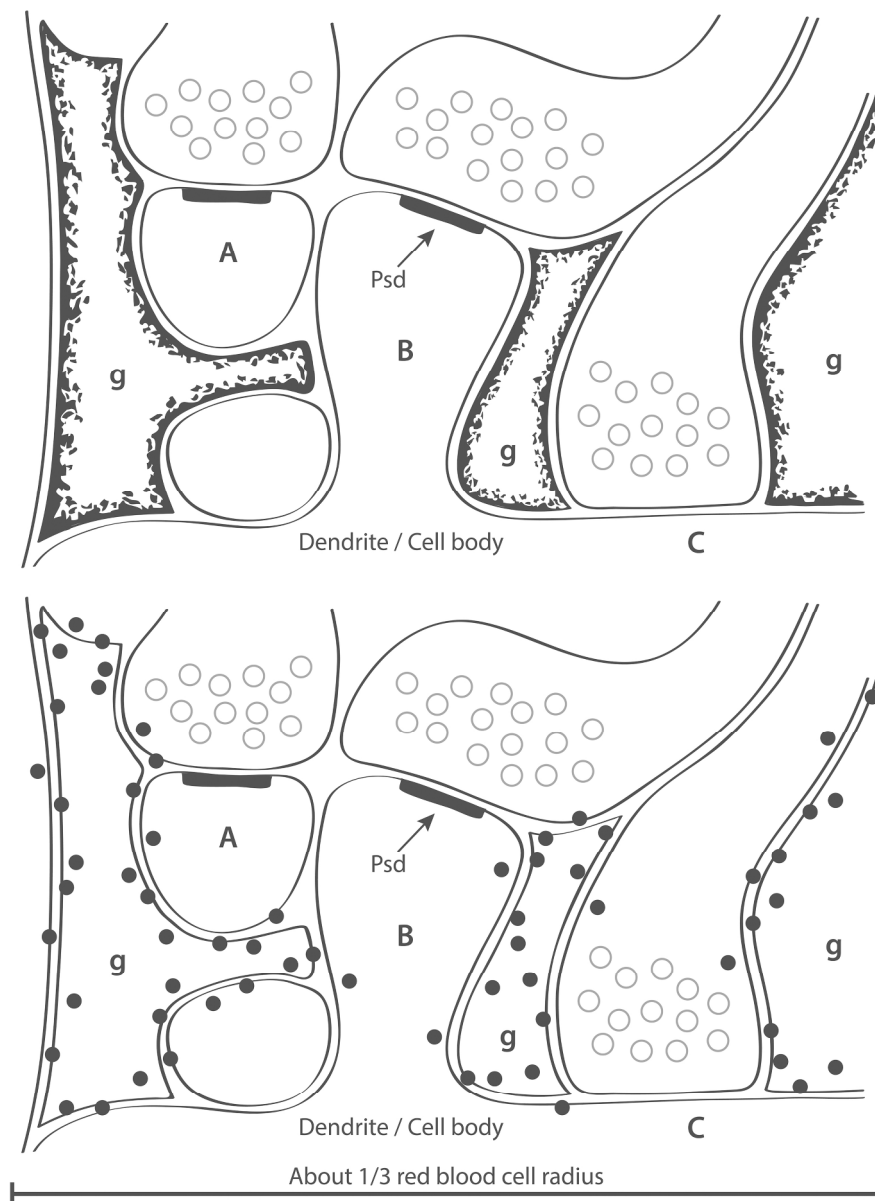 A
Psd
B
g
g
g
Dendrite / Cell body
C
A
Psd
B
g
g
g
Dendrite / Cell body
C
About 1/3 red blood cell radius